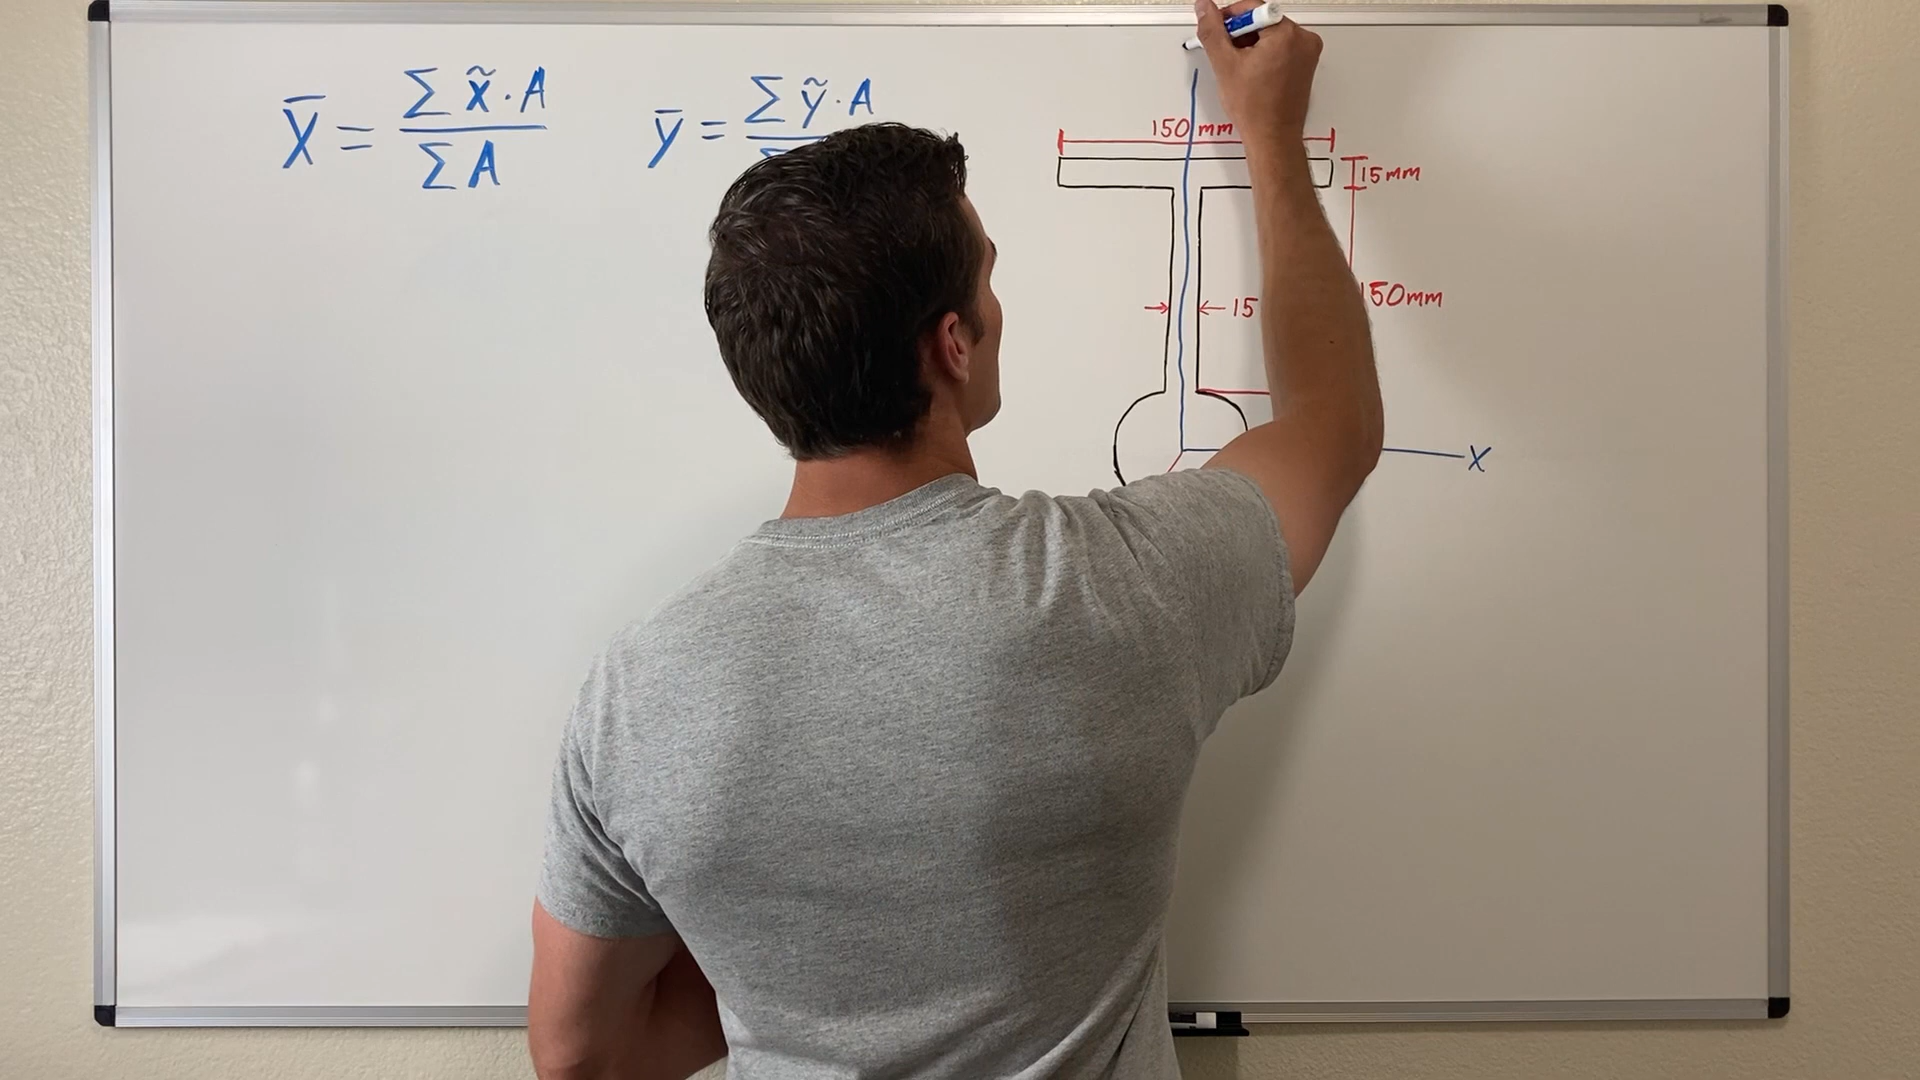 X̄ = Σ x̃ · A / Σ A
ȳ = Σ ỹ · A
150 mm
15mm
15
150mm
X